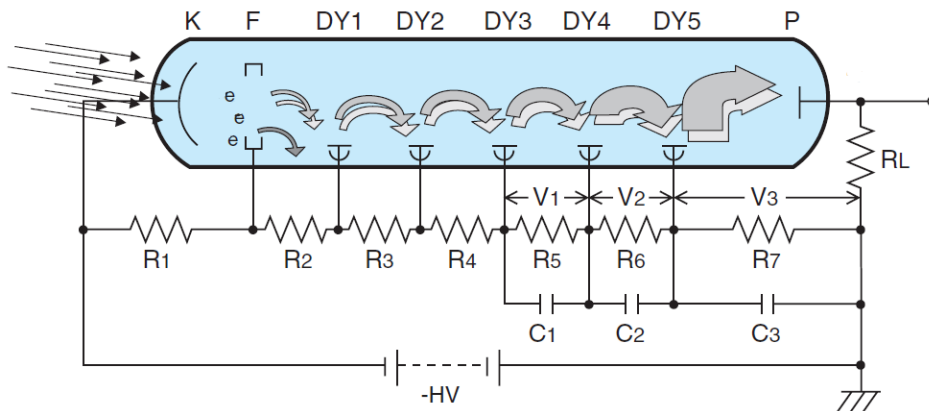 K F DY1 DY2 DY3 DY4 DY5 P
e
e
e
RL
V1 V2 V3
R1 R2 R3 R4 R5 R6 R7
C1 C2 C3
-HV